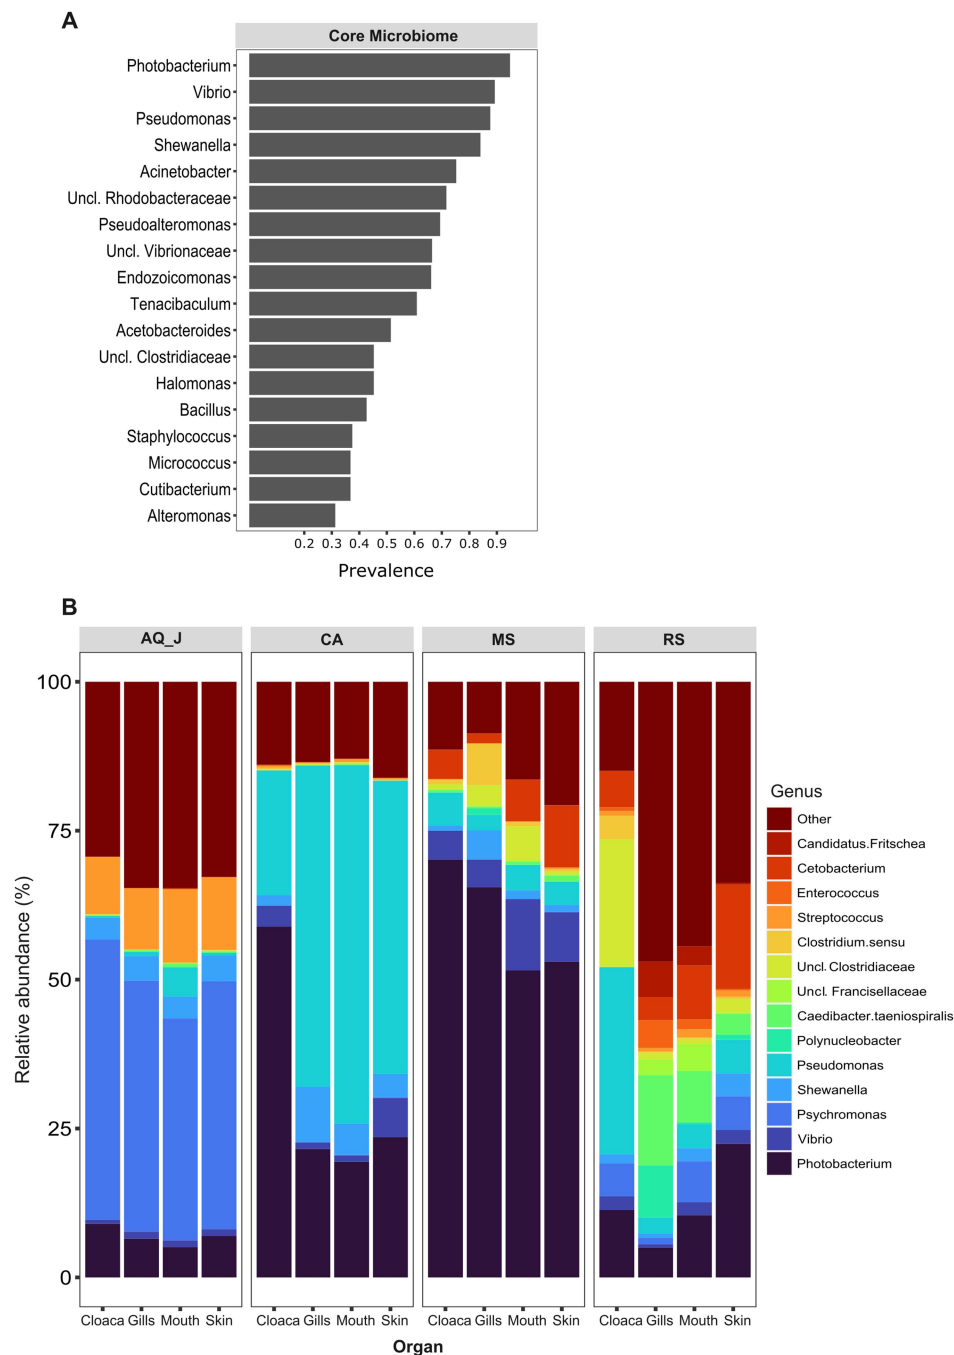 A
Core Microbiome
Photobacterium
Vibrio
Pseudomonas
Shewanella
Acinetobacter
Uncl. Rhodobacteraceae
Pseudoalteromonas
Uncl. Vibrionaceae
Endozoicomonas
Tenacibaculum
Acetobacteroides
Uncl. Clostridiaceae
Halomonas
Bacillus
Staphylococcus
Micrococcus
Cutibacterium
Alteromonas
0.2 0.3 0.4 0.5 0.6 0.7 0.8 0.9
Prevalence
B
AQ_J CA MS RS
100
75
50
25
0
Relative abundance (%)
Cloaca Gills Mouth Skin Cloaca Gills Mouth Skin Cloaca Gills Mouth Skin Cloaca Gills Mouth Skin
Organ
Genus
Other
Candidatus.Fritschea
Cetobacterium
Enterococcus
Streptococcus
Clostridium.sensu
Uncl. Clostridiaceae
Uncl. Francisellaceae
Caedibacter.taeniospiralis
Polynucleobacter
Pseudomonas
Shewanella
Psychromonas
Vibrio
Photobacterium